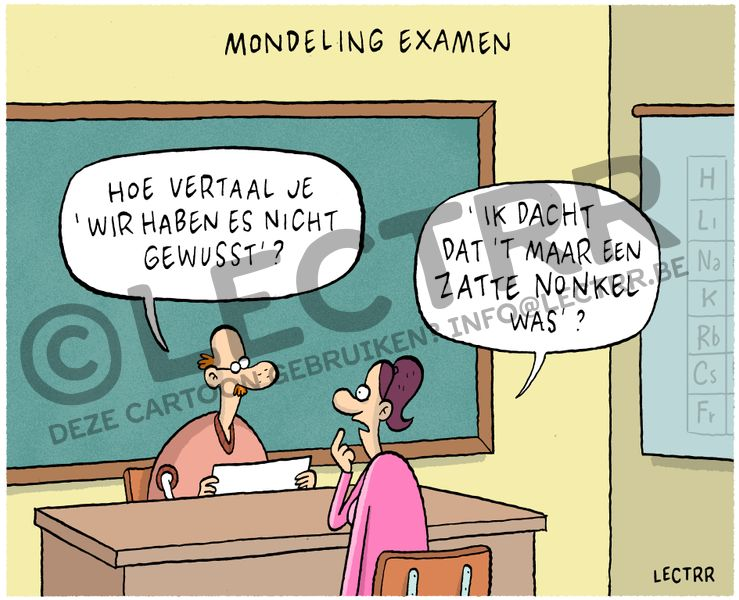 MONDELING EXAMEN
HOE VERTAAL JE
'WIR HABEN ES NICHT
GEWUSST'?
'IK DACHT
DAT 'T MAAR EEN
ZATTE NONKEL
WAS'?
©LECTRR
DEZE CARTOON GEBRUIKEN? INFO@LECTRR.BE
H
Li
Na
K
Rb
Cs
Fr
LECTRR